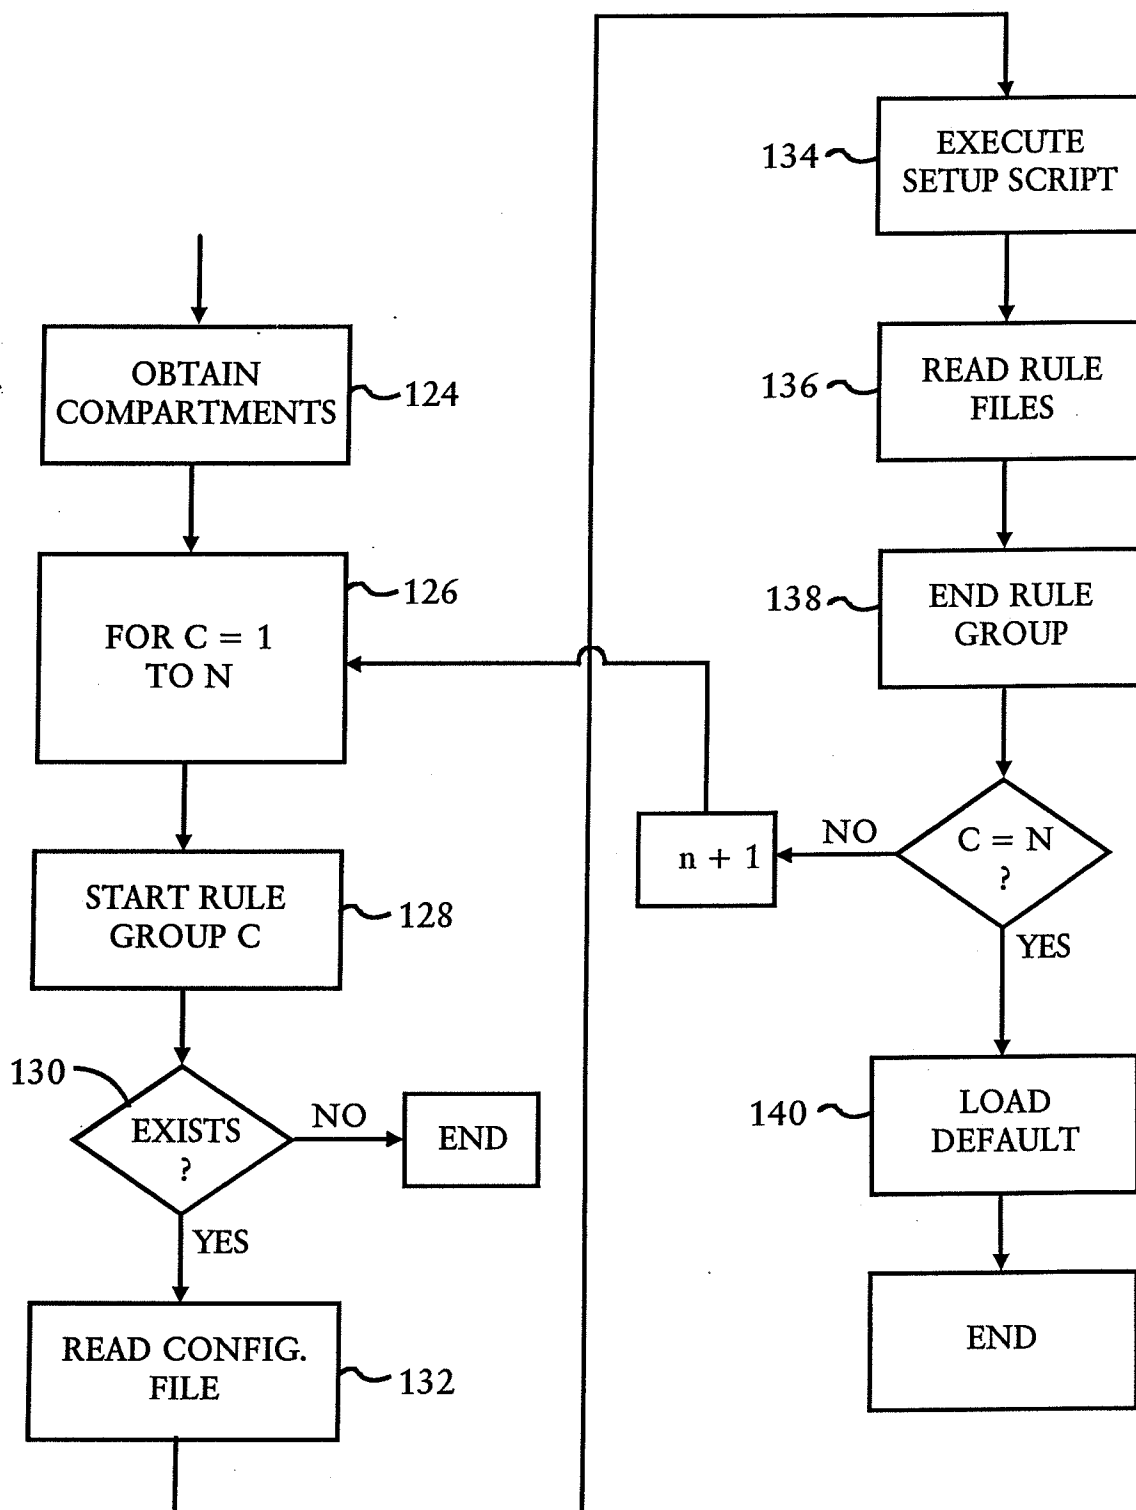 OBTAIN
COMPARTMENTS
124
FOR C = 1
TO N
126
START RULE
GROUP C
128
130
EXISTS
?
NO
END
YES
READ CONFIG.
FILE
132
134
EXECUTE
SETUP SCRIPT
136
READ RULE
FILES
138
END RULE
GROUP
C = N
?
NO
n + 1
YES
140
LOAD
DEFAULT
END